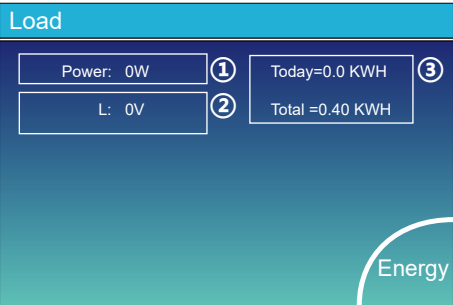 Load
Power: 0W ①
L: 0V ②
Today=0.0 KWH ③
Total =0.40 KWH
Energy